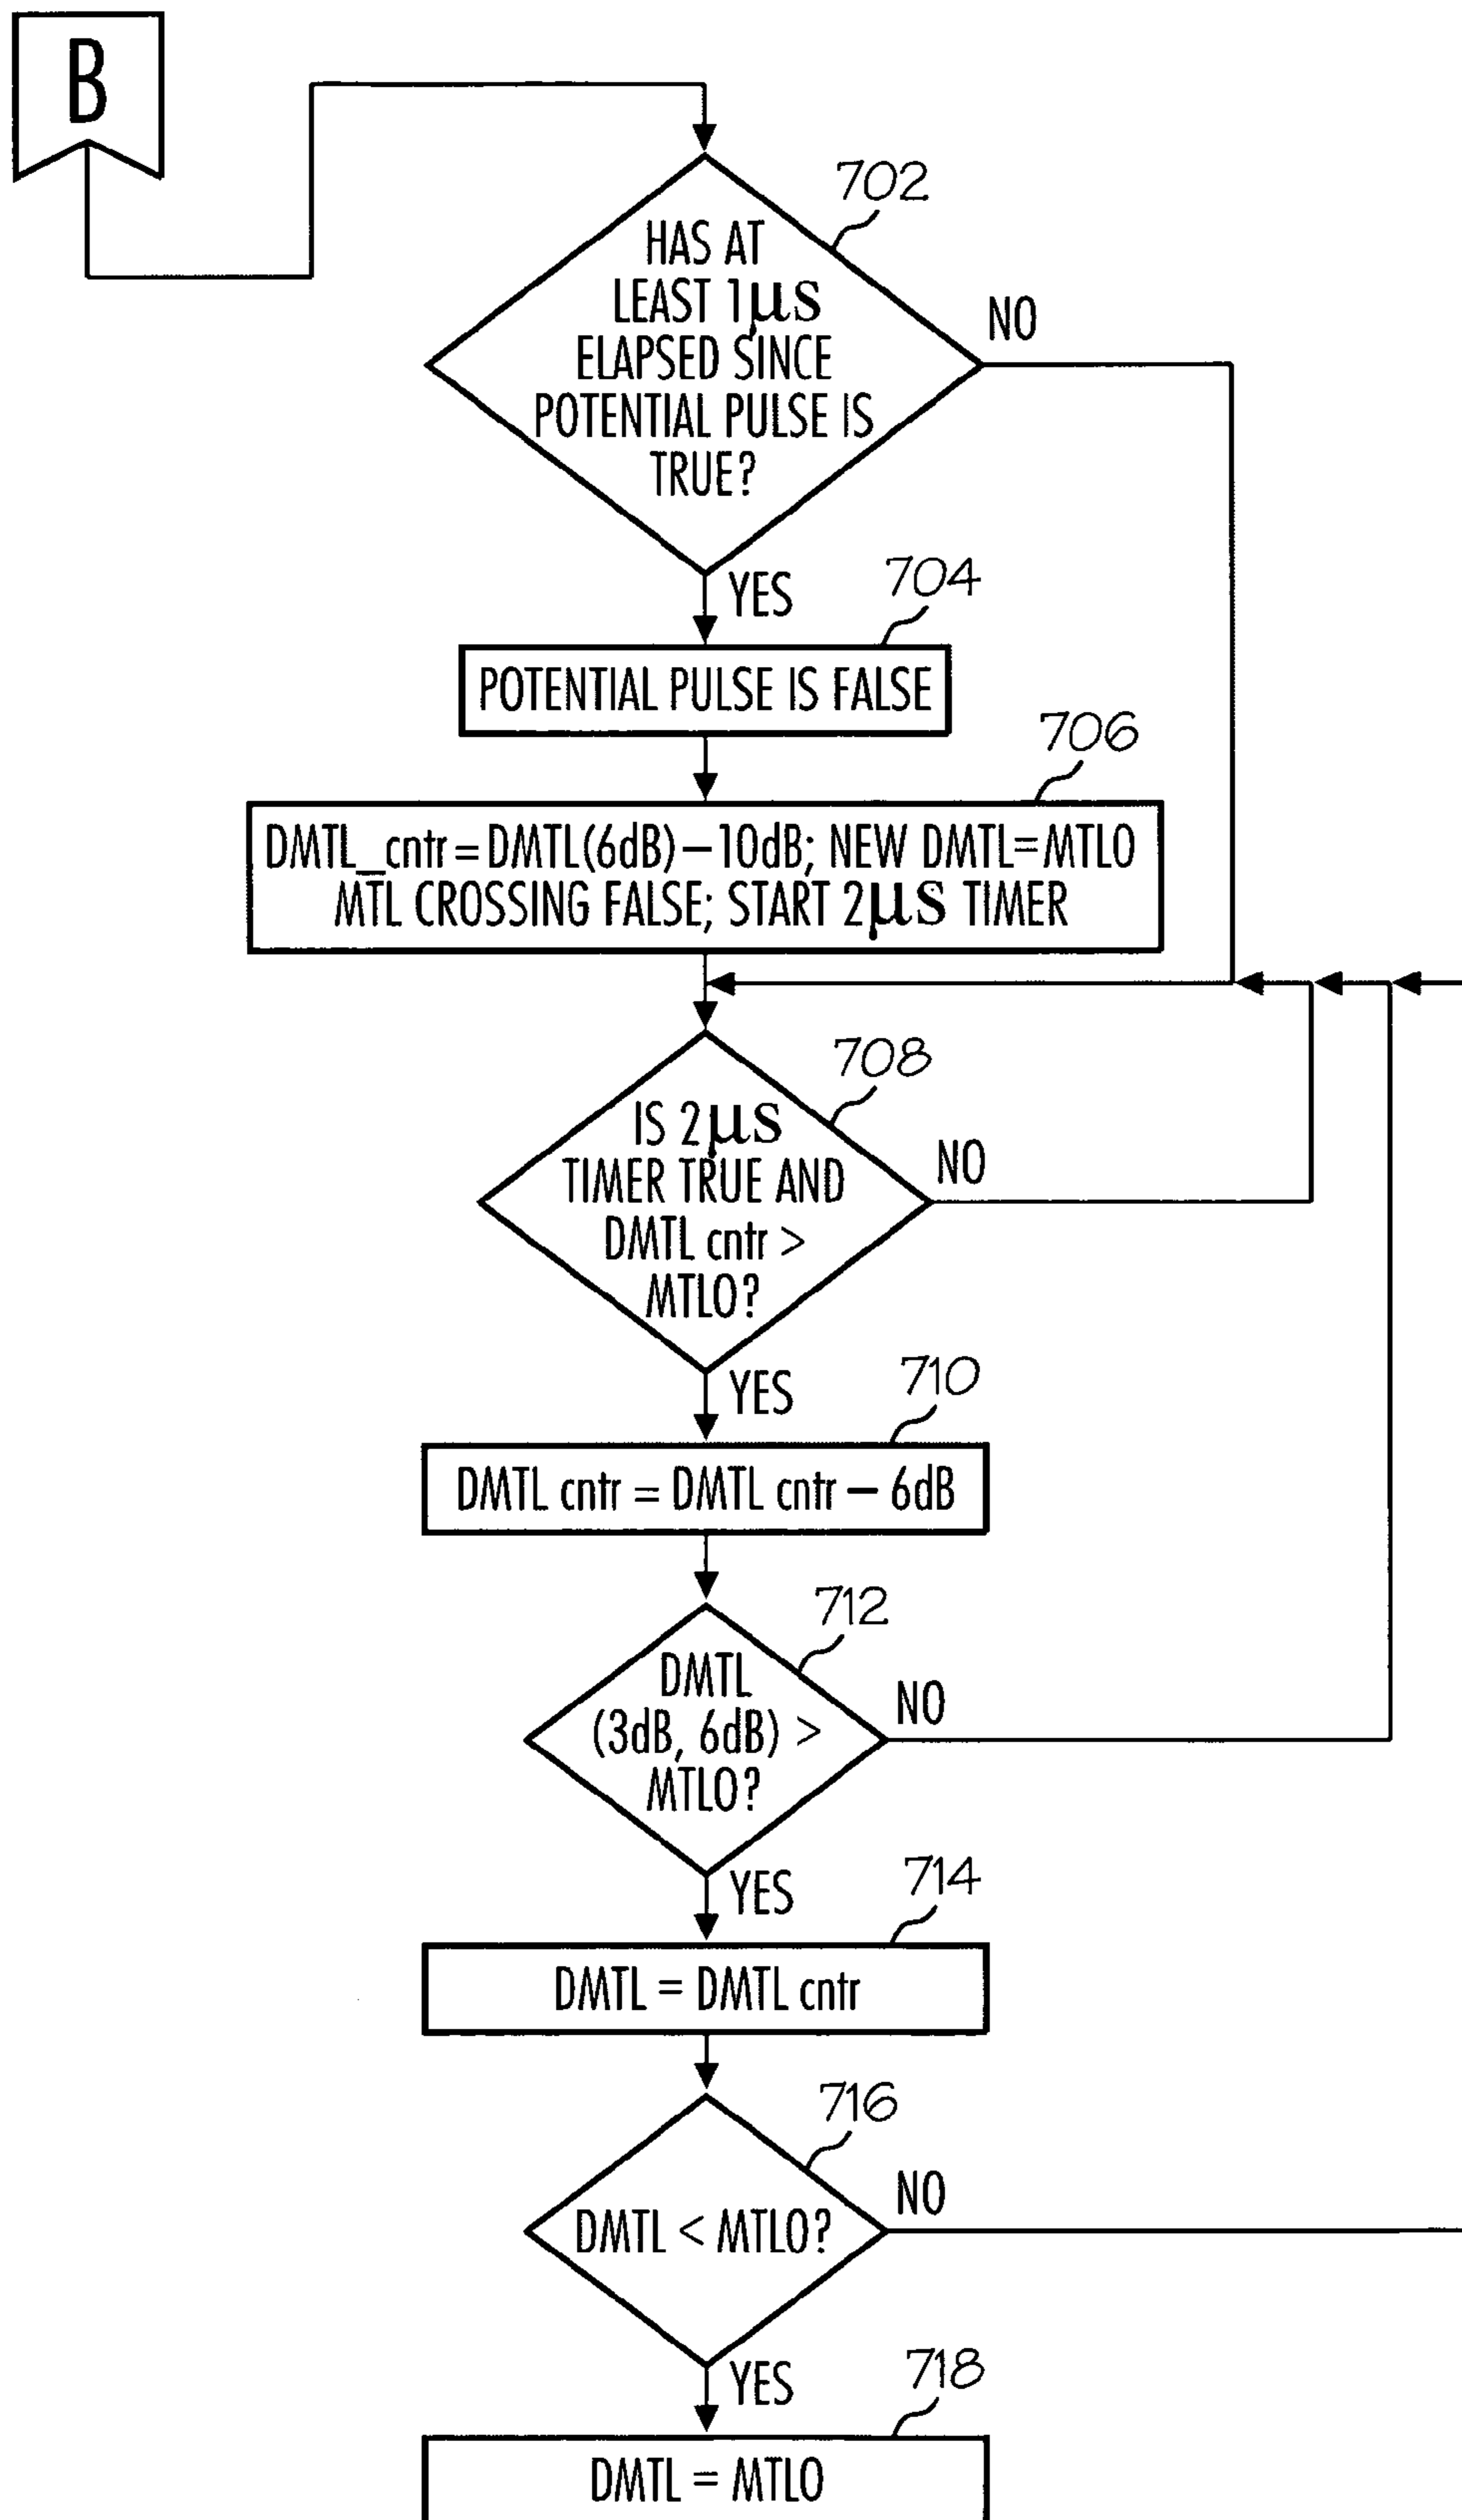 B
702
HAS AT
LEAST 1μs
ELAPSED SINCE
POTENTIAL PULSE IS
TRUE?
NO
YES
704
POTENTIAL PULSE IS FALSE
706
DMTL_cntr=DMTL(6dB)–10dB; NEW DMTL=MTLO
MTL CROSSING FALSE; START 2μs TIMER
708
IS 2μs
TIMER TRUE AND
DMTL cntr >
MTLO?
NO
YES
710
DMTL cntr = DMTL cntr – 6dB
712
DMTL
(3dB, 6dB) >
MTLO?
NO
YES
714
DMTL = DMTL cntr
716
DMTL < MTLO?
NO
YES
718
DMTL = MTLO